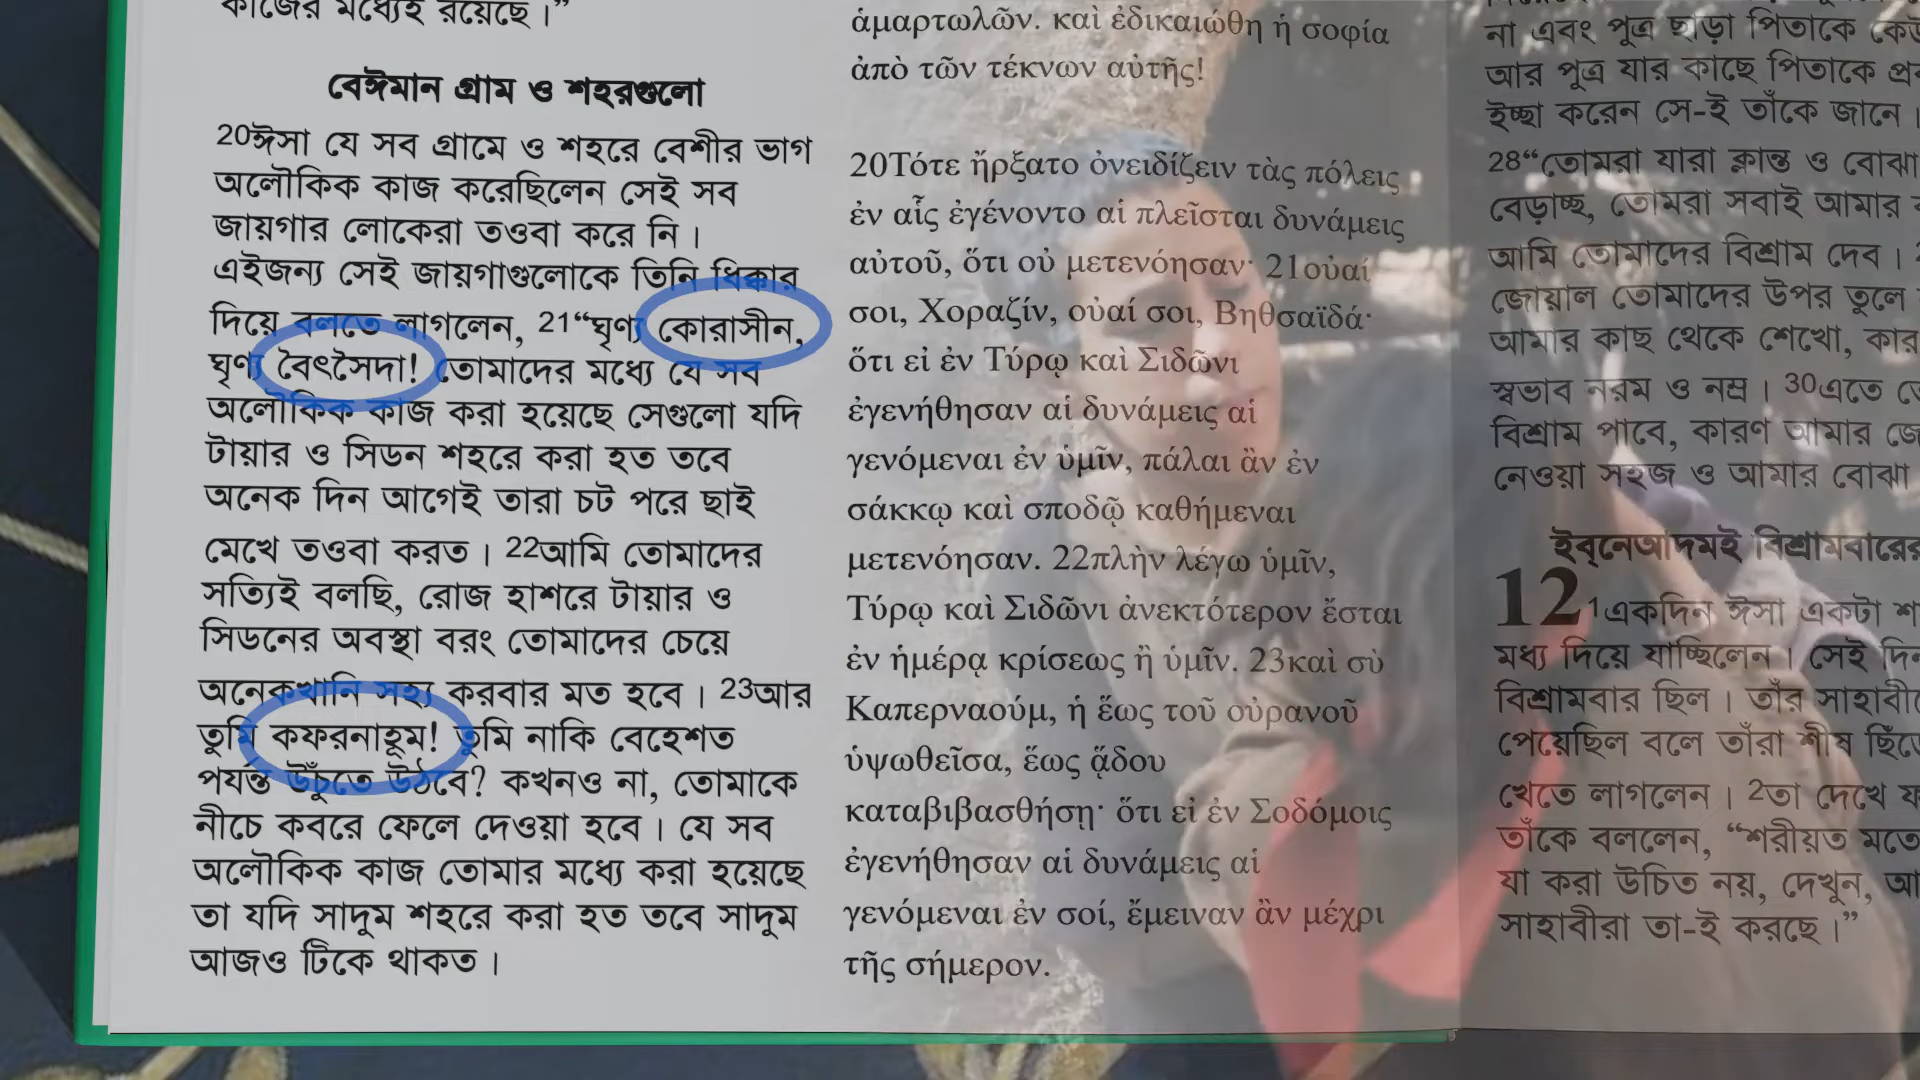 কাজের মধ্যেই রয়েছে।”
বেঈমান গ্রাম ও শহরগুলো
20ঈসা যে সব গ্রামে ও শহরে বেশীর ভাগ
অলৌকিক কাজ করেছিলেন সেই সব
জায়গার লোকেরা তওবা করে নি।
এইজন্য সেই জায়গাগুলোকে তিনি ধিক্কার
দিয়ে বলতে লাগলেন, 21“ঘৃণ্য কোরাসীন,
ঘৃণ্য বৈৎসৈদা! তোমাদের মধ্যে যে সব
অলৌকিক কাজ করা হয়েছে সেগুলো যদি
টায়ার ও সিডন শহরে করা হত তবে
অনেক দিন আগেই তারা চট পরে ছাই
মেখে তওবা করত। 22আমি তোমাদের
সত্যিই বলছি, রোজ হাশরে টায়ার ও
সিডনের অবস্থা বরং তোমাদের চেয়ে
অনেকখানি সহ্য করবার মত হবে। 23আর
তুমি কফরনাহূম! তুমি নাকি বেহেশত
পর্যন্ত উঁচুতে উঠবে? কখনও না, তোমাকে
নীচে কবরে ফেলে দেওয়া হবে। যে সব
অলৌকিক কাজ তোমার মধ্যে করা হয়েছে
তা যদি সাদুম শহরে করা হত তবে সাদুম
আজও টিকে থাকত।
ἁμαρτωλῶν. καὶ ἐδικαιώθη ἡ σοφία
ἀπὸ τῶν τέκνων αὐτῆς!
20Τότε ἤρξατο ὀνειδίζειν τὰς πόλεις
ἐν αἷς ἐγένοντο αἱ πλεῖσται δυνάμεις
αὐτοῦ, ὅτι οὐ μετενόησαν· 21οὐαί
σοι, Χοραζίν, οὐαί σοι, Βηθσαϊδά·
ὅτι εἰ ἐν Τύρῳ καὶ Σιδῶνι
ἐγενήθησαν αἱ δυνάμεις αἱ
γενόμεναι ἐν ὑμῖν, πάλαι ἂν ἐν
σάκκῳ καὶ σποδῷ καθήμεναι
μετενόησαν. 22πλὴν λέγω ὑμῖν,
Τύρῳ καὶ Σιδῶνι ἀνεκτότερον ἔσται
ἐν ἡμέρᾳ κρίσεως ἢ ὑμῖν. 23καὶ σὺ
Καπερναούμ, ἡ ἕως τοῦ οὐρανοῦ
ὑψωθεῖσα, ἕως ᾅδου
καταβιβασθήσῃ· ὅτι εἰ ἐν Σοδόμοις
ἐγενήθησαν αἱ δυνάμεις αἱ
γενόμεναι ἐν σοί, ἔμειναν ἂν μέχρι
τῆς σήμερον.
না এবং পুত্র ছাড়া পিতাকে
আর পুত্র যার কাছে পিতাকে
ইচ্ছা করেন সে-ই তাঁকে জানে।
28“তোমরা যারা ক্লান্ত ও বোঝা
বেড়াচ্ছ, তোমরা সবাই আমার
আমি তোমাদের বিশ্রাম দেব।
জোয়াল তোমাদের উপর তুলে
আমার কাছ থেকে শেখো,
স্বভাব নরম ও নম্র। 30এতে
বিশ্রাম পাবে, কারণ আমার
নেওয়া সহজ ও আমার বোঝা
ইব্‌নেআদমই বিশ্রামবারের
12 1একদিন ঈসা একটা
মধ্য দিয়ে যাচ্ছিলেন। সেই দিন
বিশ্রামবার ছিল। তাঁর
পেয়েছিল বলে তাঁরা শীষ
খেতে লাগলেন। 2তা দেখে
তাঁকে বললেন, “শরীয়ত মতে
যা করা উচিত নয়, দেখুন,
সাহাবীরা তা-ই করছে।”